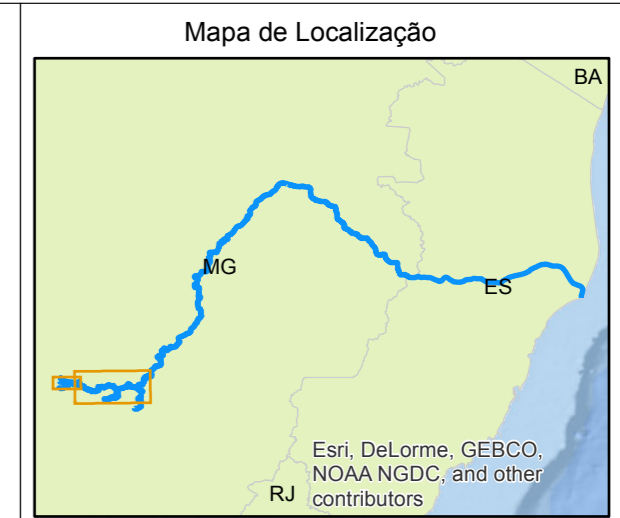 Mapa de Localização
BA
MG
ES
Esri, DeLorme, GEBCO,
NOAA NGDC, and other
RJ contributors